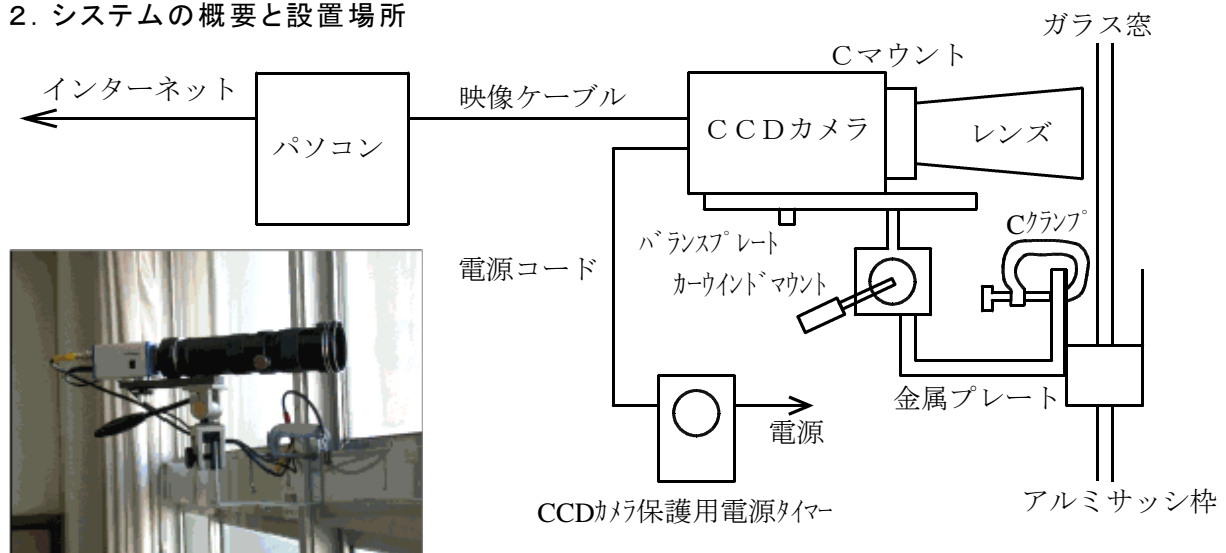 ２．システムの概要と設置場所
ガラス窓
Ｃマウント
インターネット
映像ケーブル
パソコン
ＣＣＤカメラ
レンズ
Cｸﾗﾝﾌﾟ
ﾊﾞﾗﾝｽﾌﾟﾚｰﾄ
電源コード
ｶｰｳｲﾝﾄﾞﾏｳﾝﾄ
金属プレート
電源
アルミサッシ枠
CCDｶﾒﾗ保護用電源ﾀｲﾏｰ